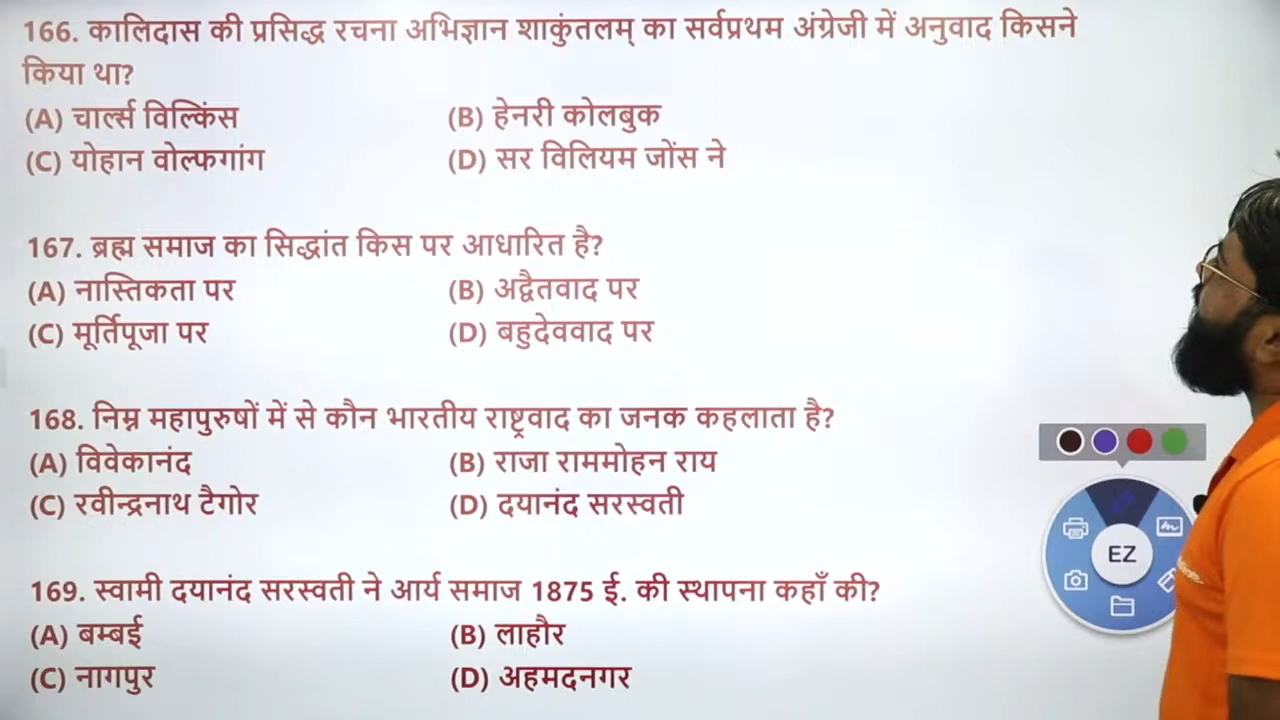 166. कालिदास की प्रसिद्ध रचना अभिज्ञान शाकुंतलम् का सर्वप्रथम अंग्रेजी में अनुवाद किसने
किया था?
(A) चार्ल्स विल्किंस (B) हेनरी कोलबुक
(C) योहान वोल्फगांग (D) सर विलियम जोंस ने
167. ब्रह्म समाज का सिद्धांत किस पर आधारित है?
(A) नास्तिकता पर (B) अद्वैतवाद पर
(C) मूर्तिपूजा पर (D) बहुदेववाद पर
168. निम्न महापुरुषों में से कौन भारतीय राष्ट्रवाद का जनक कहलाता है?
(A) विवेकानंद (B) राजा राममोहन राय
(C) रवीन्द्रनाथ टैगोर (D) दयानंद सरस्वती
169. स्वामी दयानंद सरस्वती ने आर्य समाज 1875 ई. की स्थापना कहाँ की?
(A) बम्बई (B) लाहौर
(C) नागपुर (D) अहमदनगर
EZ